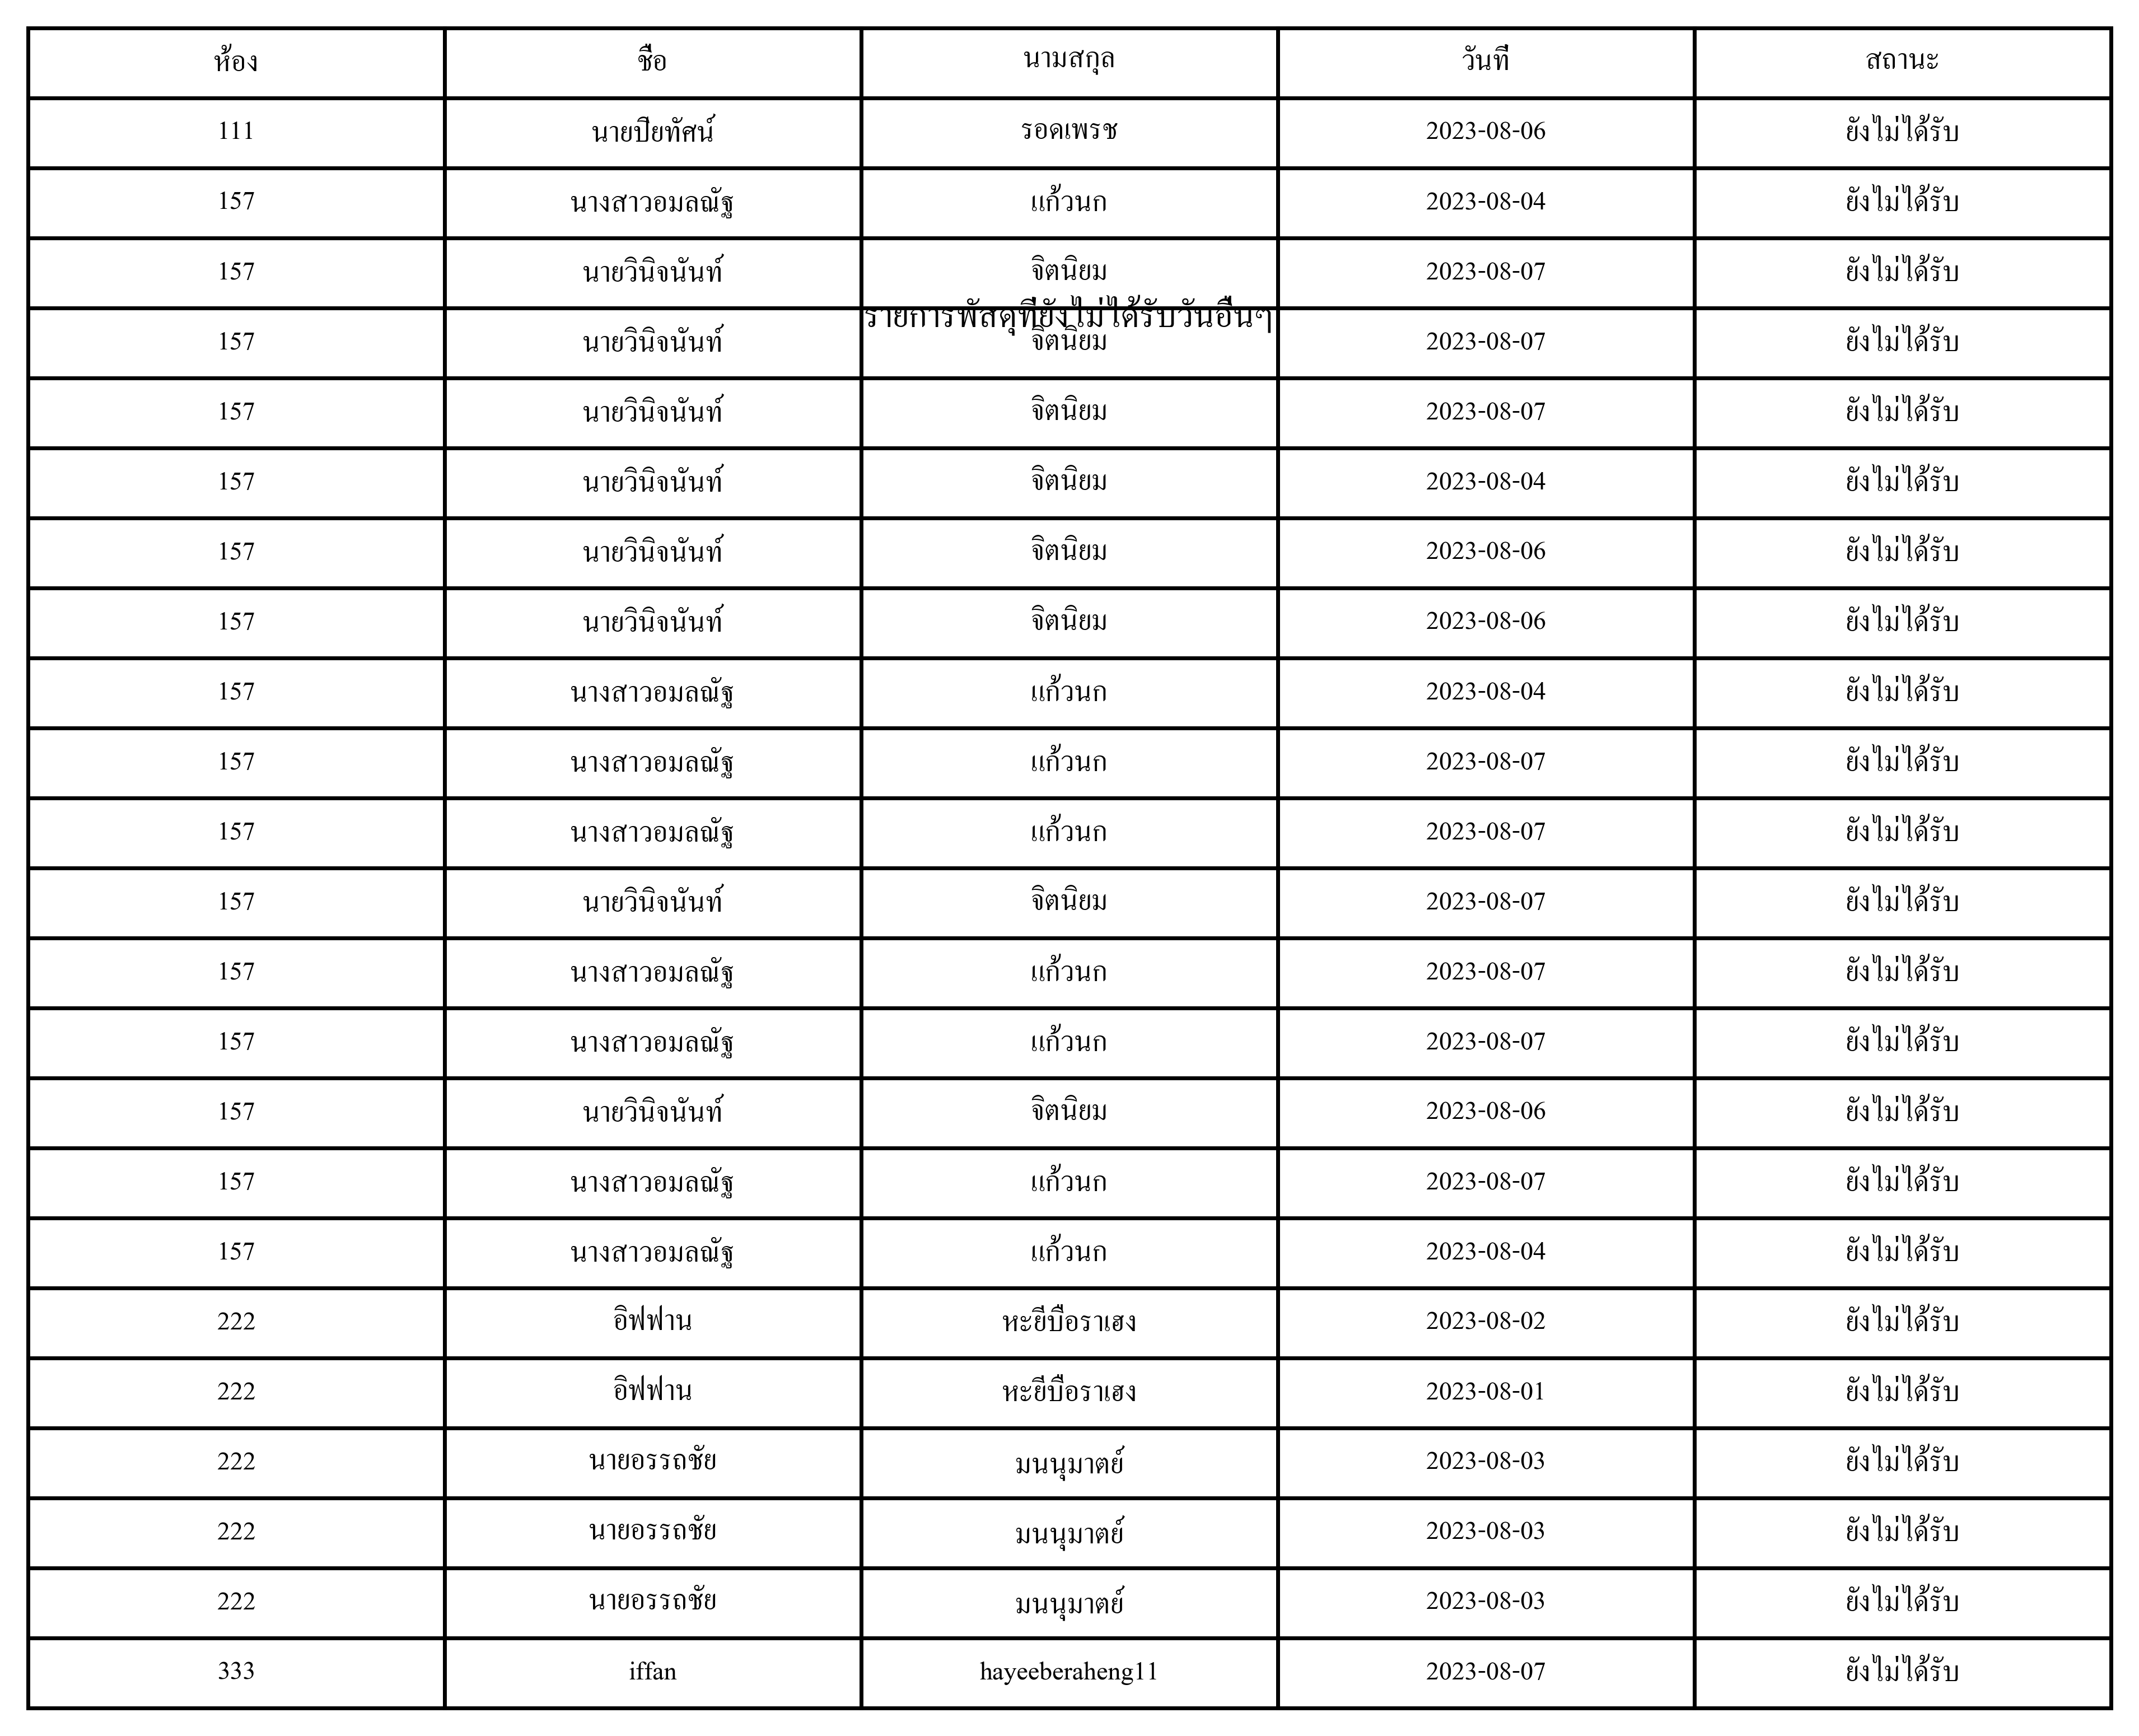 ห้อง ชื่อ นามสกุล วันที่ สถานะ
111 นายปิยทัศน์ รอดเพรช 2023-08-06 ยังไม่ได้รับ
157 นางสาวอมลณัฐ แก้วนก 2023-08-04 ยังไม่ได้รับ
157 นายวินิจนันท์ จิตนิยม 2023-08-07 ยังไม่ได้รับ
รายการพัสดุที่ยังไม่ได้รับวันอื่นๆ
157 นายวินิจนันท์ จิตนิยม 2023-08-07 ยังไม่ได้รับ
157 นายวินิจนันท์ จิตนิยม 2023-08-07 ยังไม่ได้รับ
157 นายวินิจนันท์ จิตนิยม 2023-08-04 ยังไม่ได้รับ
157 นายวินิจนันท์ จิตนิยม 2023-08-06 ยังไม่ได้รับ
157 นายวินิจนันท์ จิตนิยม 2023-08-06 ยังไม่ได้รับ
157 นางสาวอมลณัฐ แก้วนก 2023-08-04 ยังไม่ได้รับ
157 นางสาวอมลณัฐ แก้วนก 2023-08-07 ยังไม่ได้รับ
157 นางสาวอมลณัฐ แก้วนก 2023-08-07 ยังไม่ได้รับ
157 นายวินิจนันท์ จิตนิยม 2023-08-07 ยังไม่ได้รับ
157 นางสาวอมลณัฐ แก้วนก 2023-08-07 ยังไม่ได้รับ
157 นางสาวอมลณัฐ แก้วนก 2023-08-07 ยังไม่ได้รับ
157 นายวินิจนันท์ จิตนิยม 2023-08-06 ยังไม่ได้รับ
157 นางสาวอมลณัฐ แก้วนก 2023-08-07 ยังไม่ได้รับ
157 นางสาวอมลณัฐ แก้วนก 2023-08-04 ยังไม่ได้รับ
222 อิฟฟาน หะยีบือราเฮง 2023-08-02 ยังไม่ได้รับ
222 อิฟฟาน หะยีบือราเฮง 2023-08-01 ยังไม่ได้รับ
222 นายอรรถชัย มนนุมาตย์ 2023-08-03 ยังไม่ได้รับ
222 นายอรรถชัย มนนุมาตย์ 2023-08-03 ยังไม่ได้รับ
222 นายอรรถชัย มนนุมาตย์ 2023-08-03 ยังไม่ได้รับ
333 iffan hayeeberaheng11 2023-08-07 ยังไม่ได้รับ